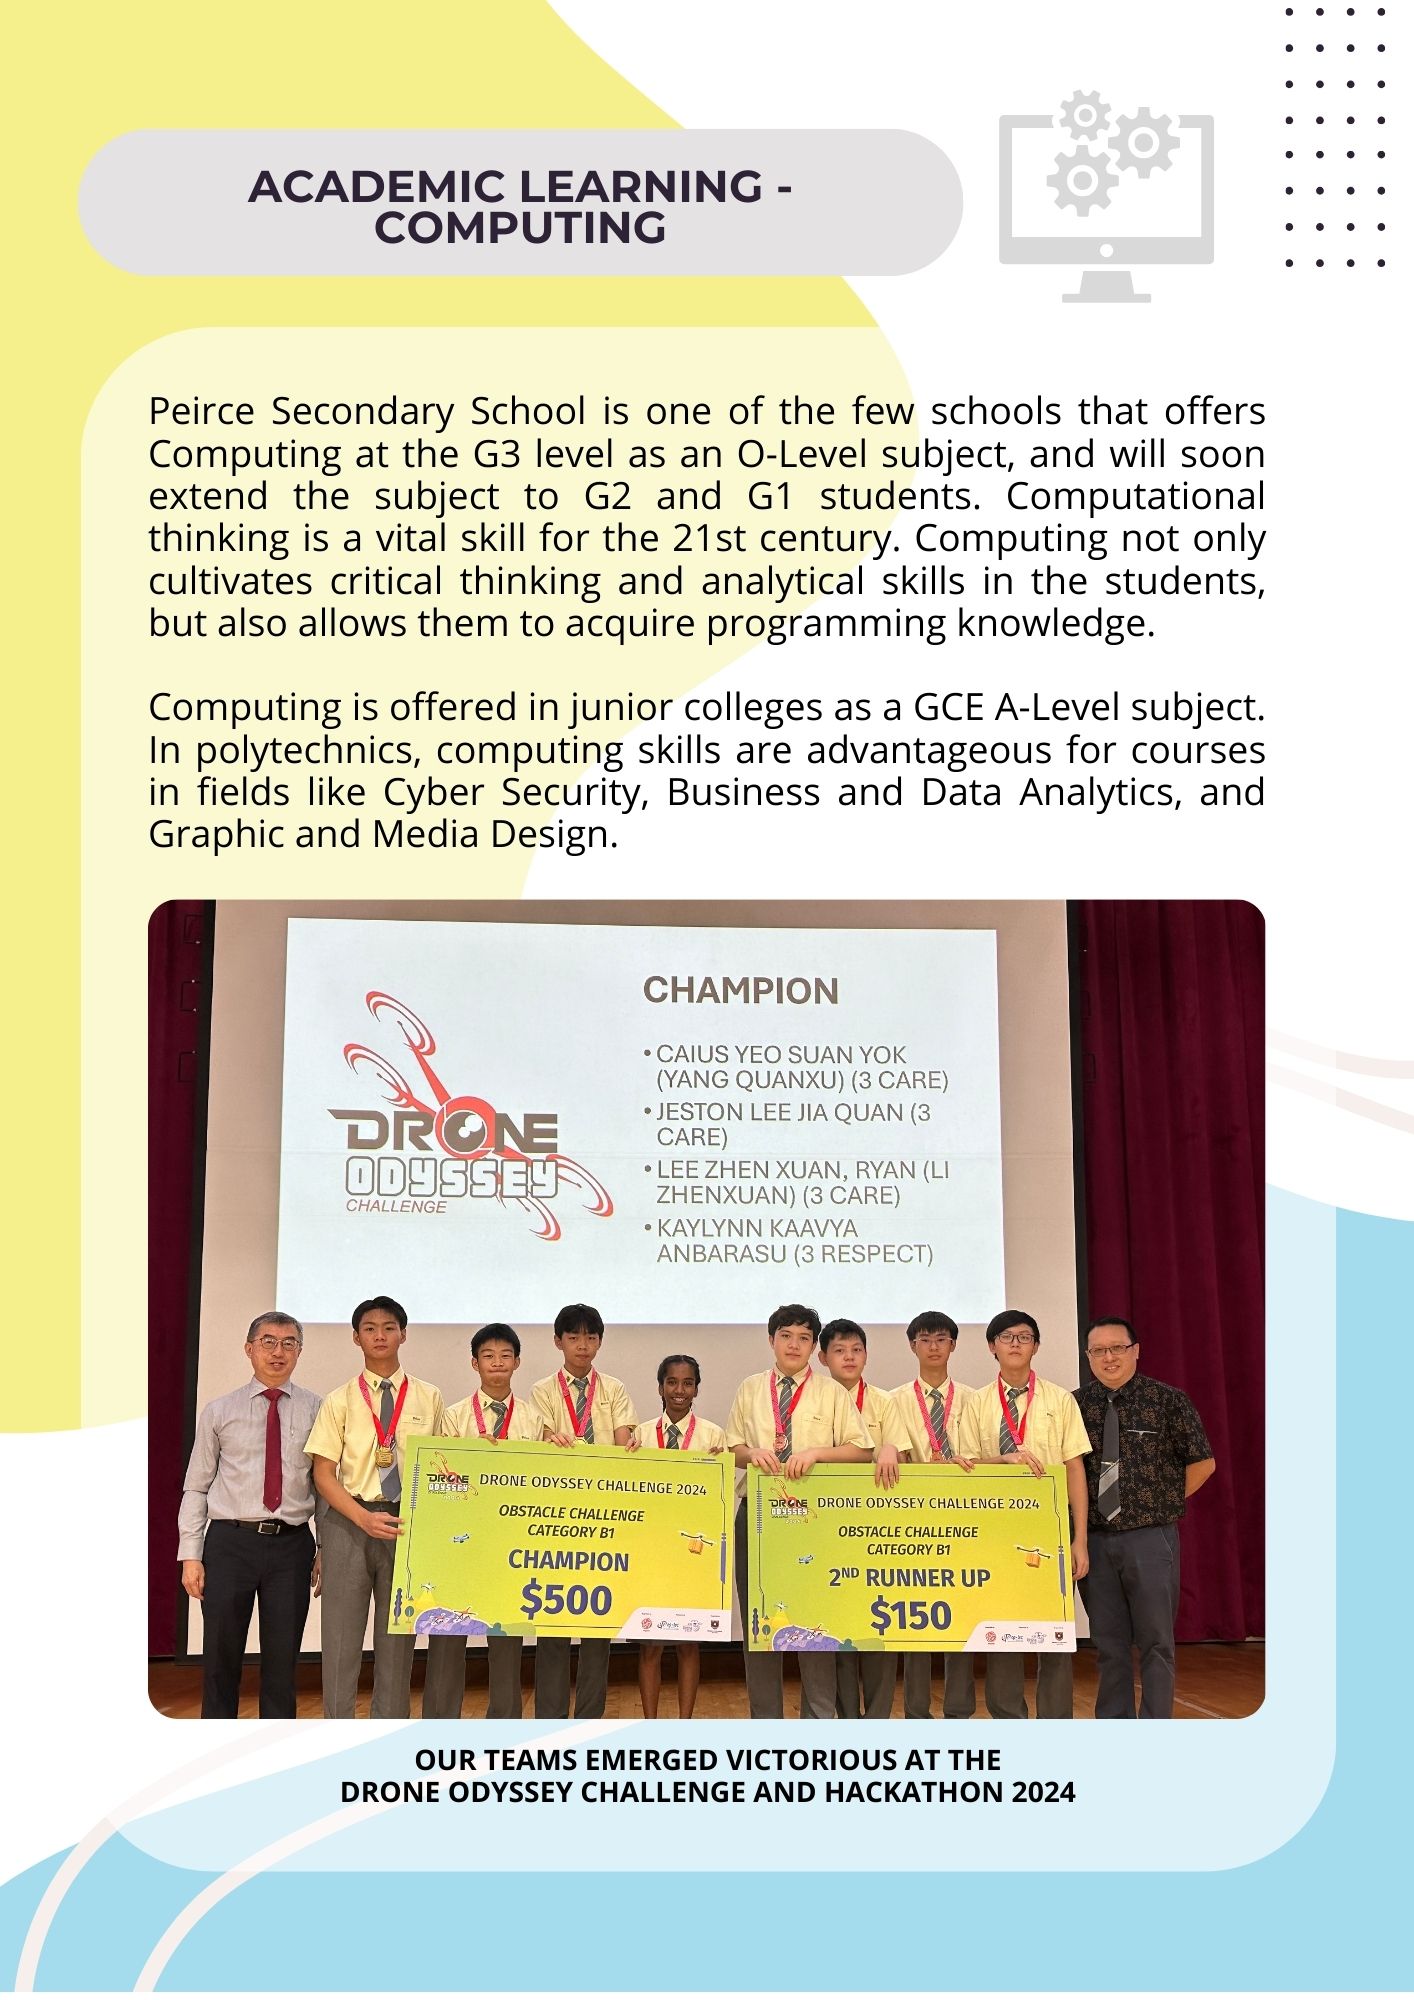 ACADEMIC LEARNING -
COMPUTING
Peirce Secondary School is one of the few schools that offers
Computing at the G3 level as an O-Level subject, and will soon
extend the subject to G2 and G1 students. Computational
thinking is a vital skill for the 21st century. Computing not only
cultivates critical thinking and analytical skills in the students,
but also allows them to acquire programming knowledge.
Computing is offered in junior colleges as a GCE A-Level subject.
In polytechnics, computing skills are advantageous for courses
in fields like Cyber Security, Business and Data Analytics, and
Graphic and Media Design.
DRONE
ODYSSEY
CHALLENGE
CHAMPION
• CAIUS YEO SUAN YOK
(YANG QUANXU) (3 CARE)
• JESTON LEE JIA QUAN (3
CARE)
• LEE ZHEN XUAN, RYAN (LI
ZHENXUAN) (3 CARE)
• KAYLYNN KAAVYA
ANBARASU (3 RESPECT)
DRONE
ODYSSEY
DRONE ODYSSEY CHALLENGE 2024
OBSTACLE CHALLENGE
CATEGORY B1
CHAMPION
$500
DRONE
ODYSSEY
DRONE ODYSSEY CHALLENGE 2024
OBSTACLE CHALLENGE
CATEGORY B1
2ND RUNNER UP
$150
OUR TEAMS EMERGED VICTORIOUS AT THE
DRONE ODYSSEY CHALLENGE AND HACKATHON 2024